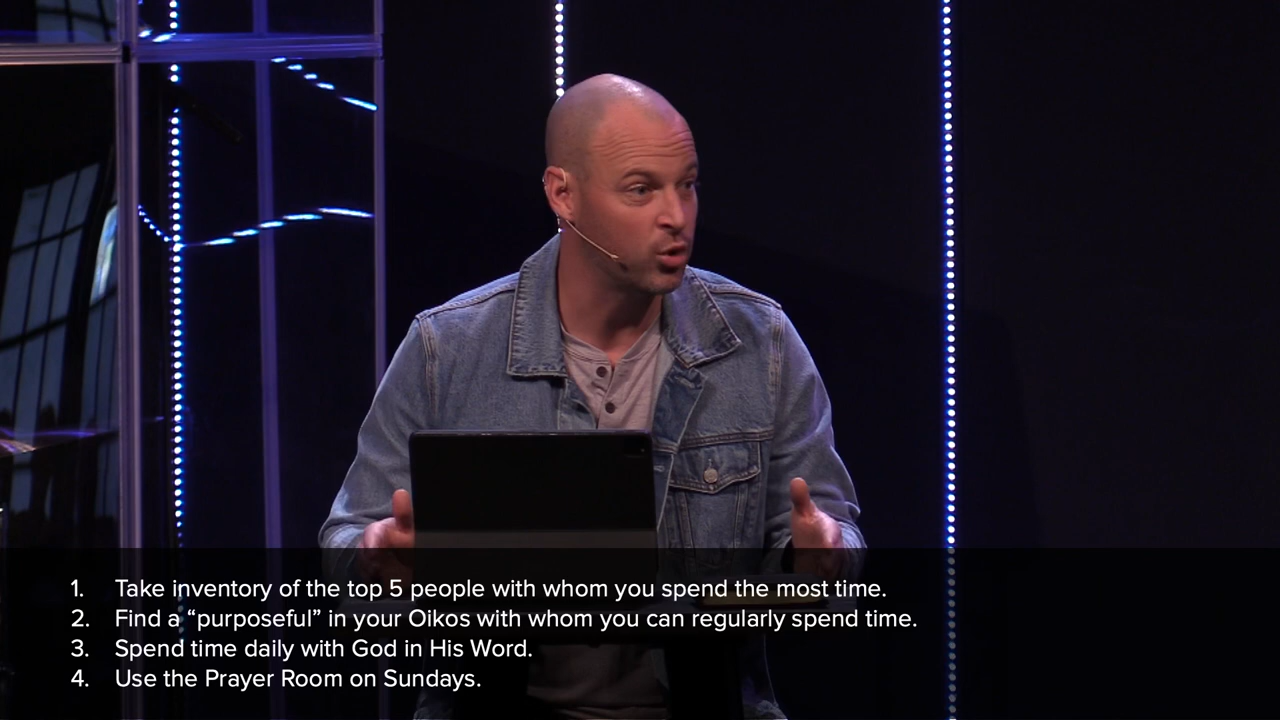 1. Take inventory of the top 5 people with whom you spend the most time.
2. Find a “purposeful” in your Oikos with whom you can regularly spend time.
3. Spend time daily with God in His Word.
4. Use the Prayer Room on Sundays.